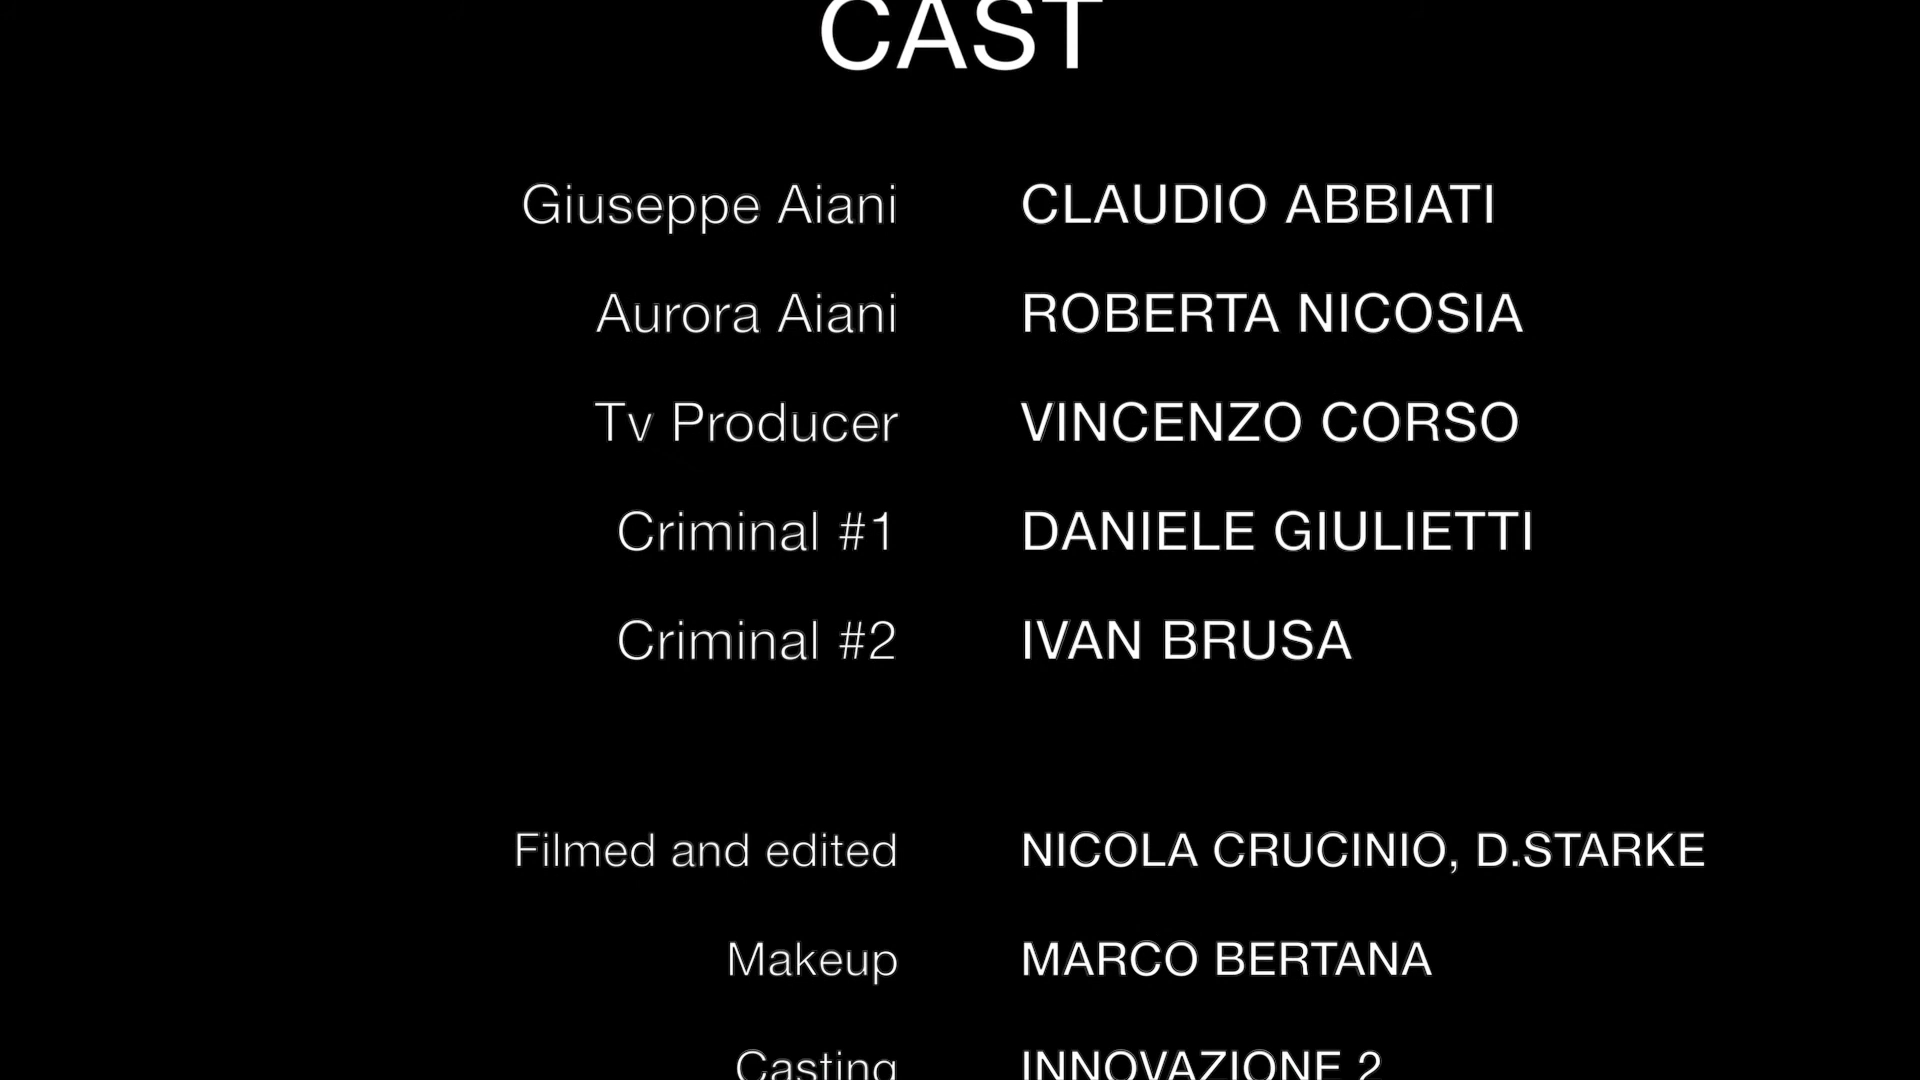 CAST
Giuseppe Aiani CLAUDIO ABBIATI
Aurora Aiani ROBERTA NICOSIA
Tv Producer VINCENZO CORSO
Criminal #1 DANIELE GIULIETTI
Criminal #2 IVAN BRUSA
Filmed and edited NICOLA CRUCINIO, D.STARKE
Makeup MARCO BERTANA
Casting INNOVAZIONE 2